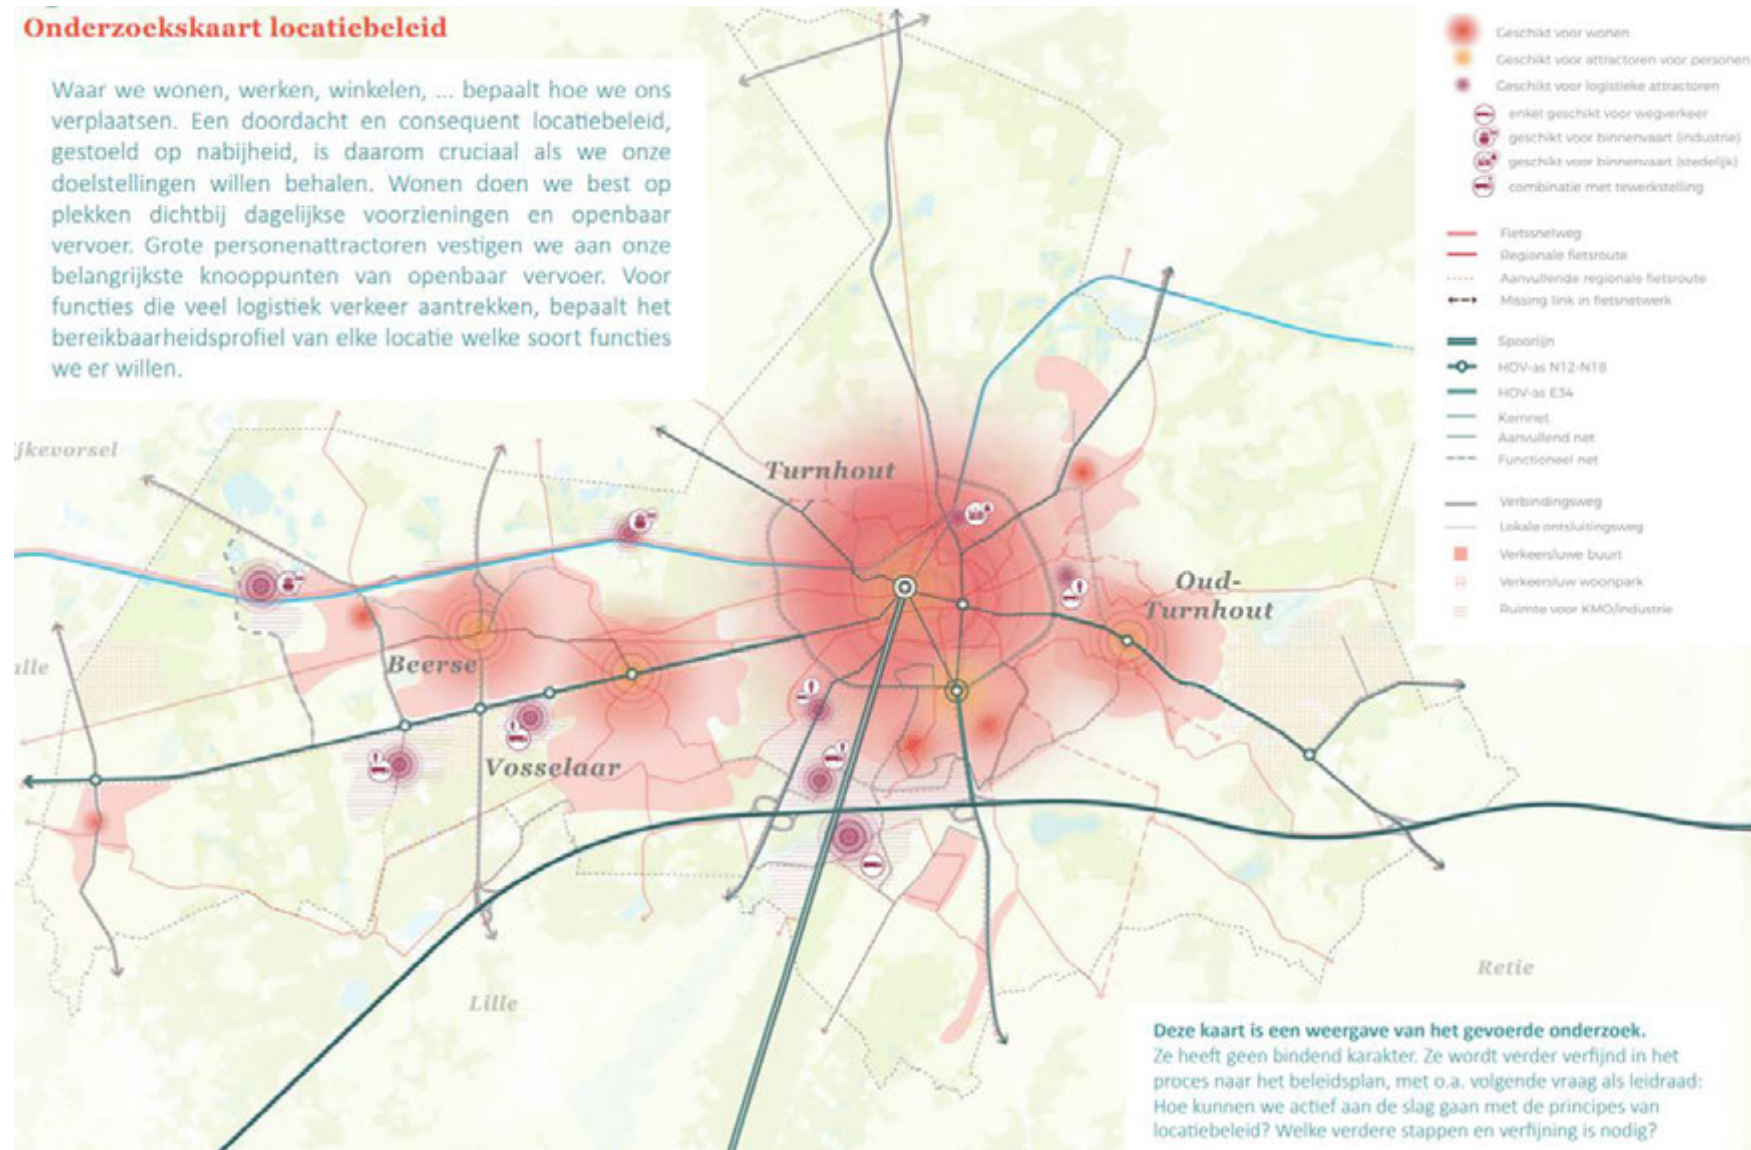 Onderzoekskaart locatiebeleid
Waar we wonen, werken, winkelen, ... bepaalt hoe we ons
verplaatsen. Een doordacht en consequent locatiebeleid,
gestoeld op nabijheid, is daarom cruciaal als we onze
doelstellingen willen behalen. Wonen doen we best op
plekken dichtbij dagelijkse voorzieningen en openbaar
vervoer. Grote personenattractoren vestigen we aan onze
belangrijkste knooppunten van openbaar vervoer. Voor
functies die veel logistiek verkeer aantrekken, bepaalt het
bereikbaarheidsprofiel van elke locatie welke soort functies
we er willen.
Geschikt voor wonen
Geschikt voor attractoren voor personen
Geschikt voor logistieke attractoren
enkel geschikt voor wegverkeer
geschikt voor binnenvaart (industrie)
geschikt voor binnenvaart (stedelijk)
combinatie met tewerkstelling
Fietssnelweg
Regionale fietsroute
Aanvullende regionale fietsroute
Missing link in fietsnetwerk
Spoorlijn
HOV-as N12-N18
HOV-as E34
Kernnet
Aanvullend net
Functioneel net
Verbindingsweg
Lokale ontsluitingsweg
Verkeersluwe buurt
Verkeersluw woonpark
Ruimte voor KMO/industrie
ijkevorsel
Turnhout
Oud-
Turnhout
alle
Beerse
Vosselaar
Lille
Retie
Deze kaart is een weergave van het gevoerde onderzoek.
Ze heeft geen bindend karakter. Ze wordt verder verfijnd in het
proces naar het beleidsplan, met o.a. volgende vraag als leidraad:
Hoe kunnen we actief aan de slag gaan met de principes van
locatiebeleid? Welke verdere stappen en verfijning is nodig?